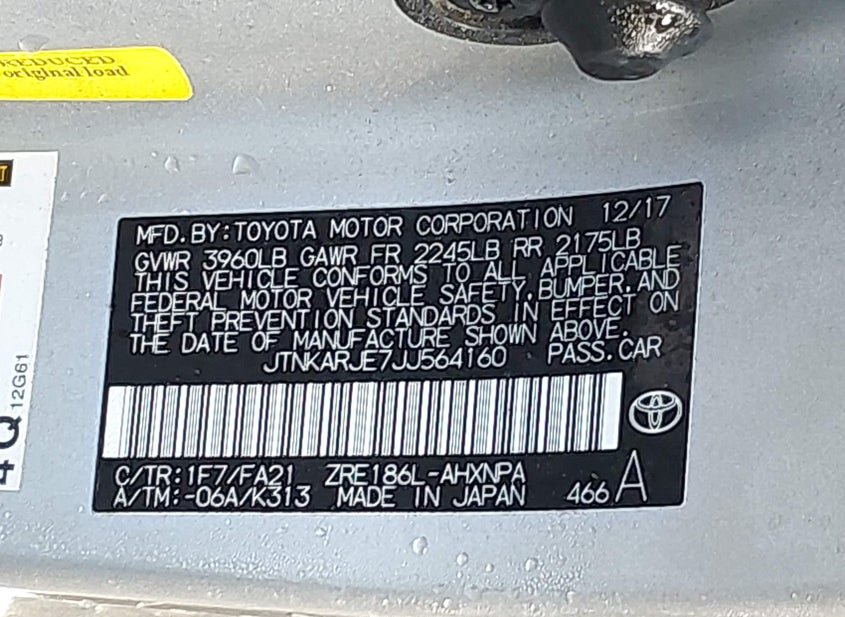 REDUCED
original load
T
12G61
4Q
MFD. BY: TOYOTA MOTOR CORPORATION 12/17
GVWR 3960LB GAWR FR 2245LB RR 2175LB
THIS VEHICLE CONFORMS TO ALL APPLICABLE
FEDERAL MOTOR VEHICLE SAFETY, BUMPER, AND
THEFT PREVENTION STANDARDS IN EFFECT ON
THE DATE OF MANUFACTURE SHOWN ABOVE.
JTNKARJE7JJ564160 PASS. CAR
C/TR: 1F7/FA21 ZRE186L-AHXNPA
A/TM: -06A/K313 MADE IN JAPAN 466 A